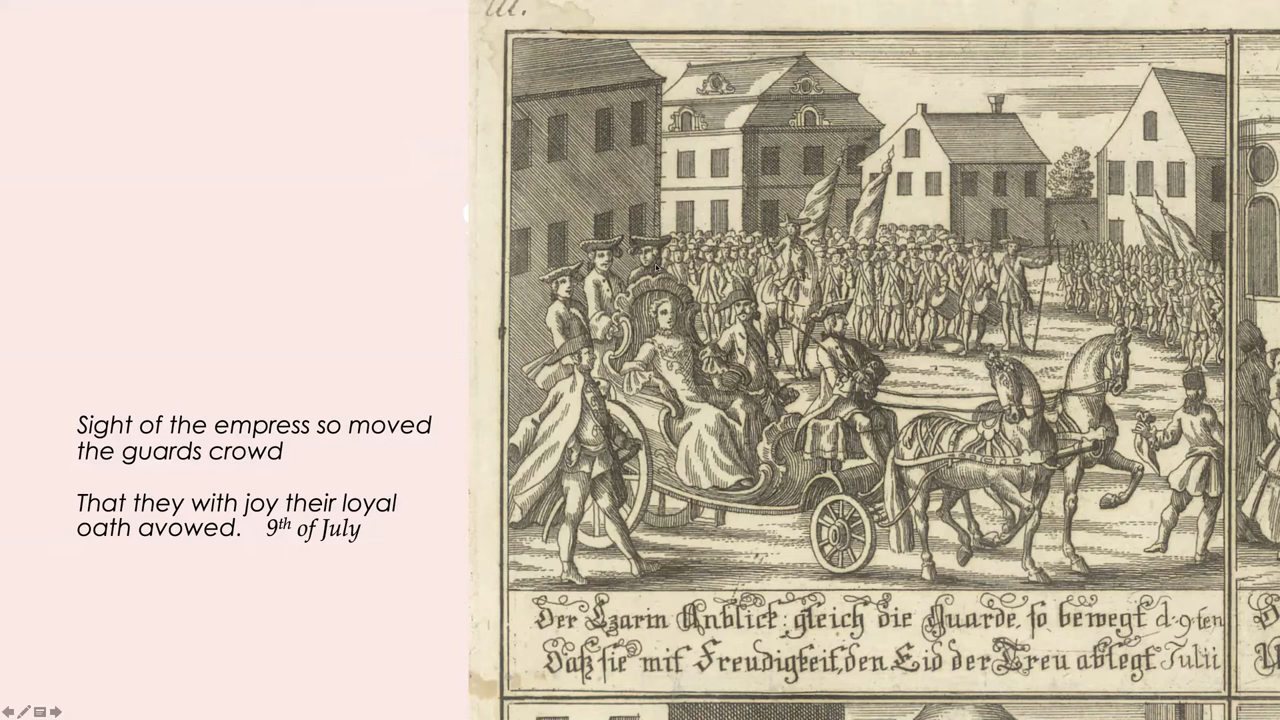 III.
Sight of the empress so moved
the guards crowd
That they with joy their loyal
oath avowed. 9th of July
Der Czarin Anblick: gleich die Guarde, so bewegt d. 9ten
Daß sie mit Freudigkeit, den Eid der Treu ablegt. Julii